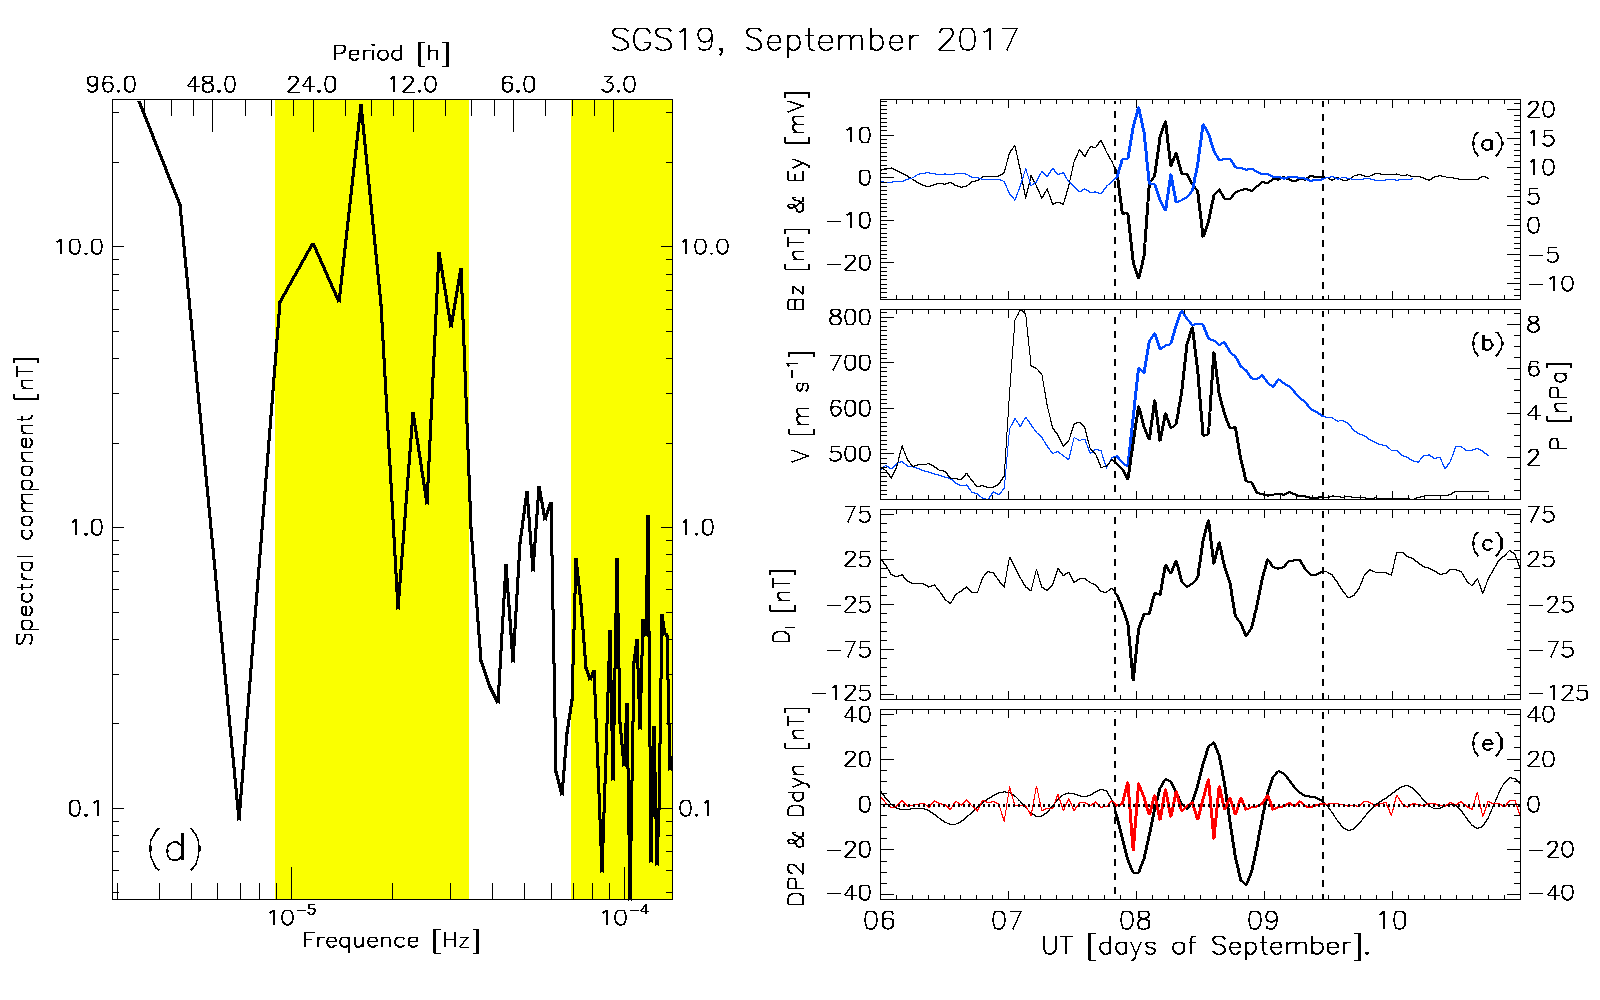 SGS19, September 2017
Period [h]
96.0 48.0 24.0 12.0 6.0 3.0
Spectral component [nT]
10.0 10.0
1.0 1.0
0.1 0.1
(d)
10⁻⁵ 10⁻⁴
Frequence [Hz]
Bz [nT] & Ey [mV]
10
0
−10
−20
(a)
20
15
10
5
0
−5
−10
V [m s⁻¹]
800
700
600
500
(b)
8
6
4
2
P [nPa]
D_I [nT]
75
25
−25
−75
−125
(c)
75
25
−25
−75
−125
DP2 & Ddyn [nT]
40
20
0
−20
−40
(e)
40
20
0
−20
−40
06 07 08 09 10
UT [days of September].